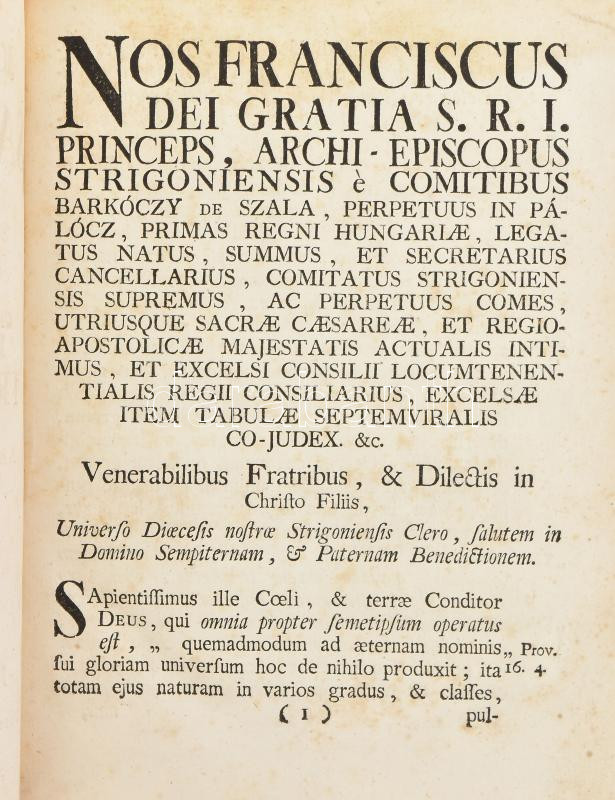 NOS FRANCISCUS
DEI GRATIA S. R. I.
PRINCEPS, ARCHI-EPISCOPUS
STRIGONIENSIS è COMITIBUS
BARKÓCZY DE SZALA, PERPETUUS IN PÁ-
LÓCZ, PRIMAS REGNI HUNGARIÆ, LEGA-
TUS NATUS, SUMMUS, ET SECRETARIUS
CANCELLARIUS, COMITATUS STRIGONIEN-
SIS SUPREMUS, AC PERPETUUS COMES,
UTRIUSQUE SACRÆ CÆSAREÆ, ET REGIO-
APOSTOLICÆ MAJESTATIS ACTUALIS INTI-
MUS, ET EXCELSI CONSILII LOCUMTENEN-
TIALIS REGII CONSILIARIUS, EXCELSÆ
ITEM TABULÆ SEPTEMVIRALIS
CO-JUDEX. &c.
Venerabilibus Fratribus, & Dilectis in
Chriſto Filiis,
Univerſo Diœceſis noſtræ Strigonienſis Clero, ſalutem in
Domino Sempiternam, & Paternam Benedictionem.
SApientiſſimus ille Cœli, & terræ Conditor
DEUS, qui omnia propter ſemetipſum operatus
eſt, „ quemadmodum ad æternam nominis„ Prov.
ſui gloriam univerſum hoc de nihilo produxit; ita 16. 4.
totam ejus naturam in varios gradus, & claſſes,
( 1 ) pul-